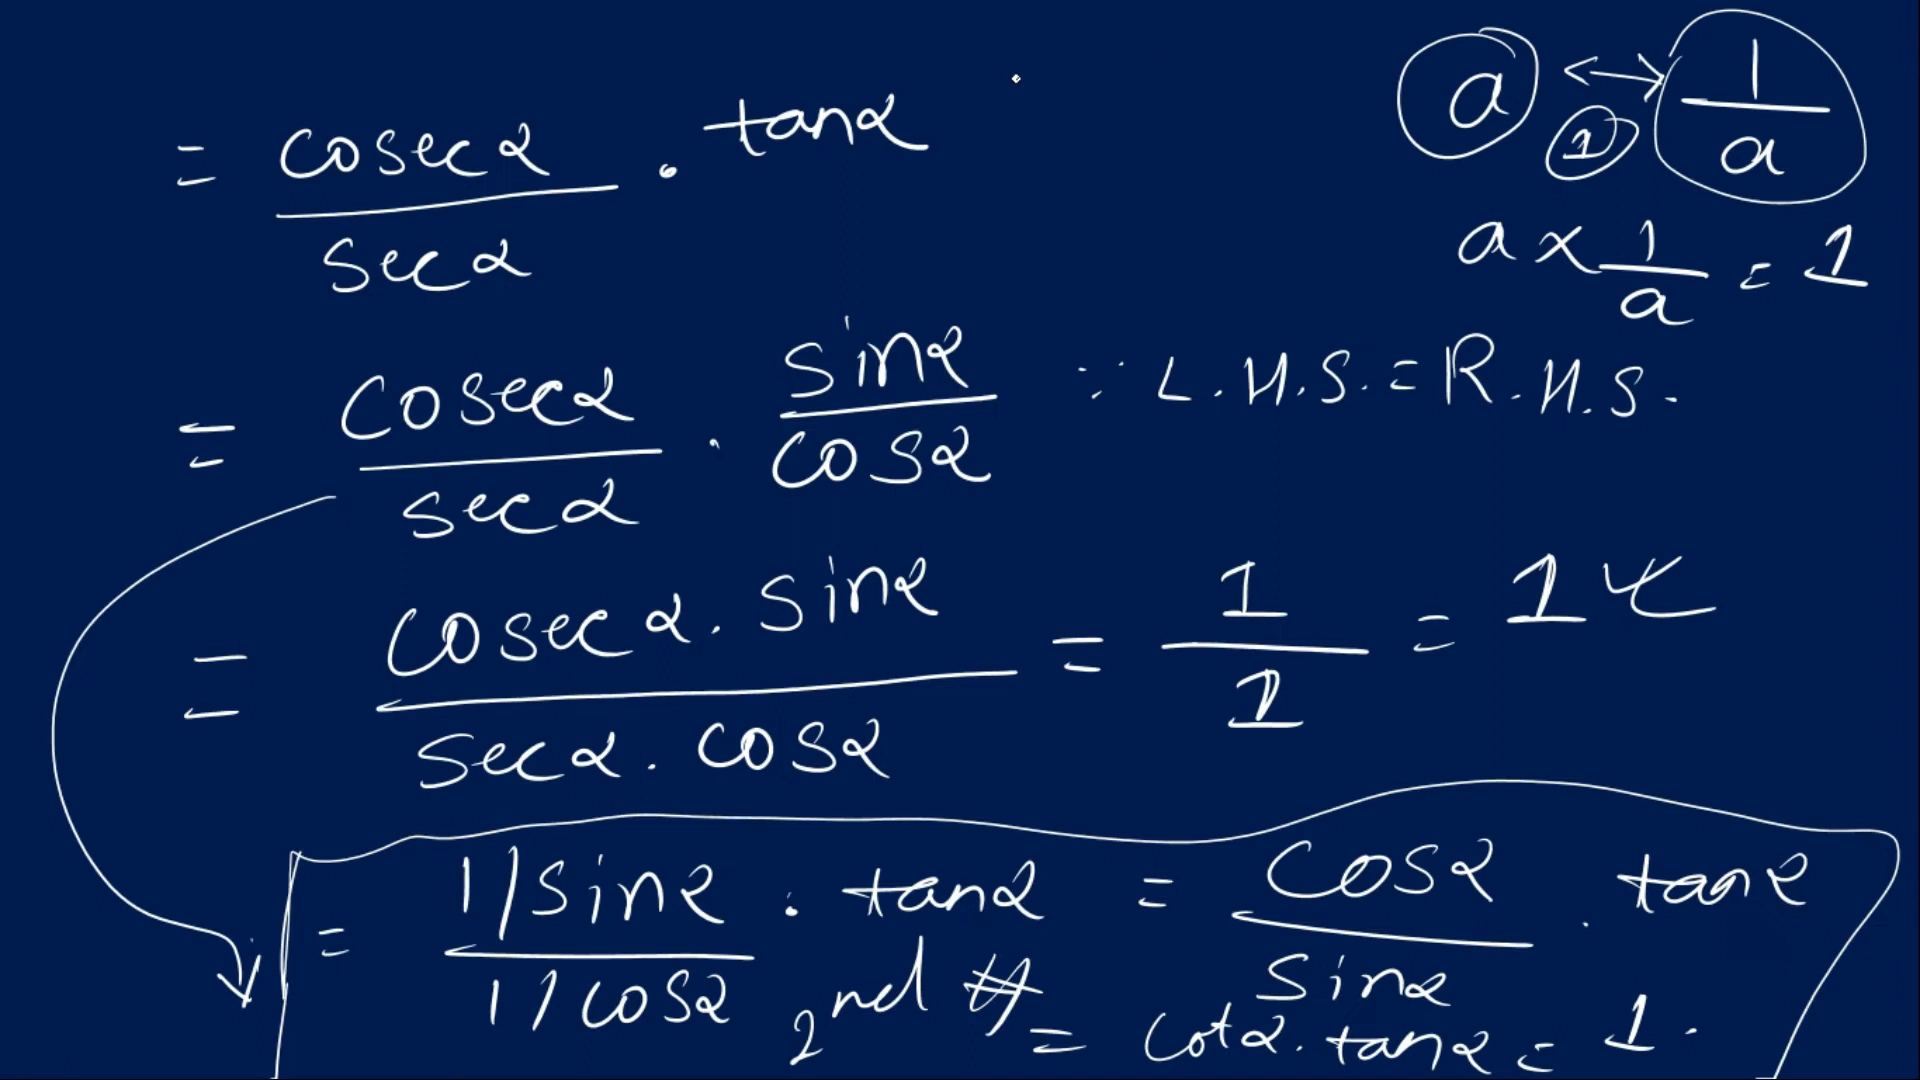 = cosecα / secα . tanα
a ↔ 1/a
1
a × 1/a = 1
= cosecα / secα . sinα / cosα ∵ L.H.S. = R.H.S.
= cosecα . sinα / secα . cosα = 1/1 = 1
= 1/sinα / 1/cosα . tanα = cosα / sinα . tanα
2nd
= cotα . tanα = 1.